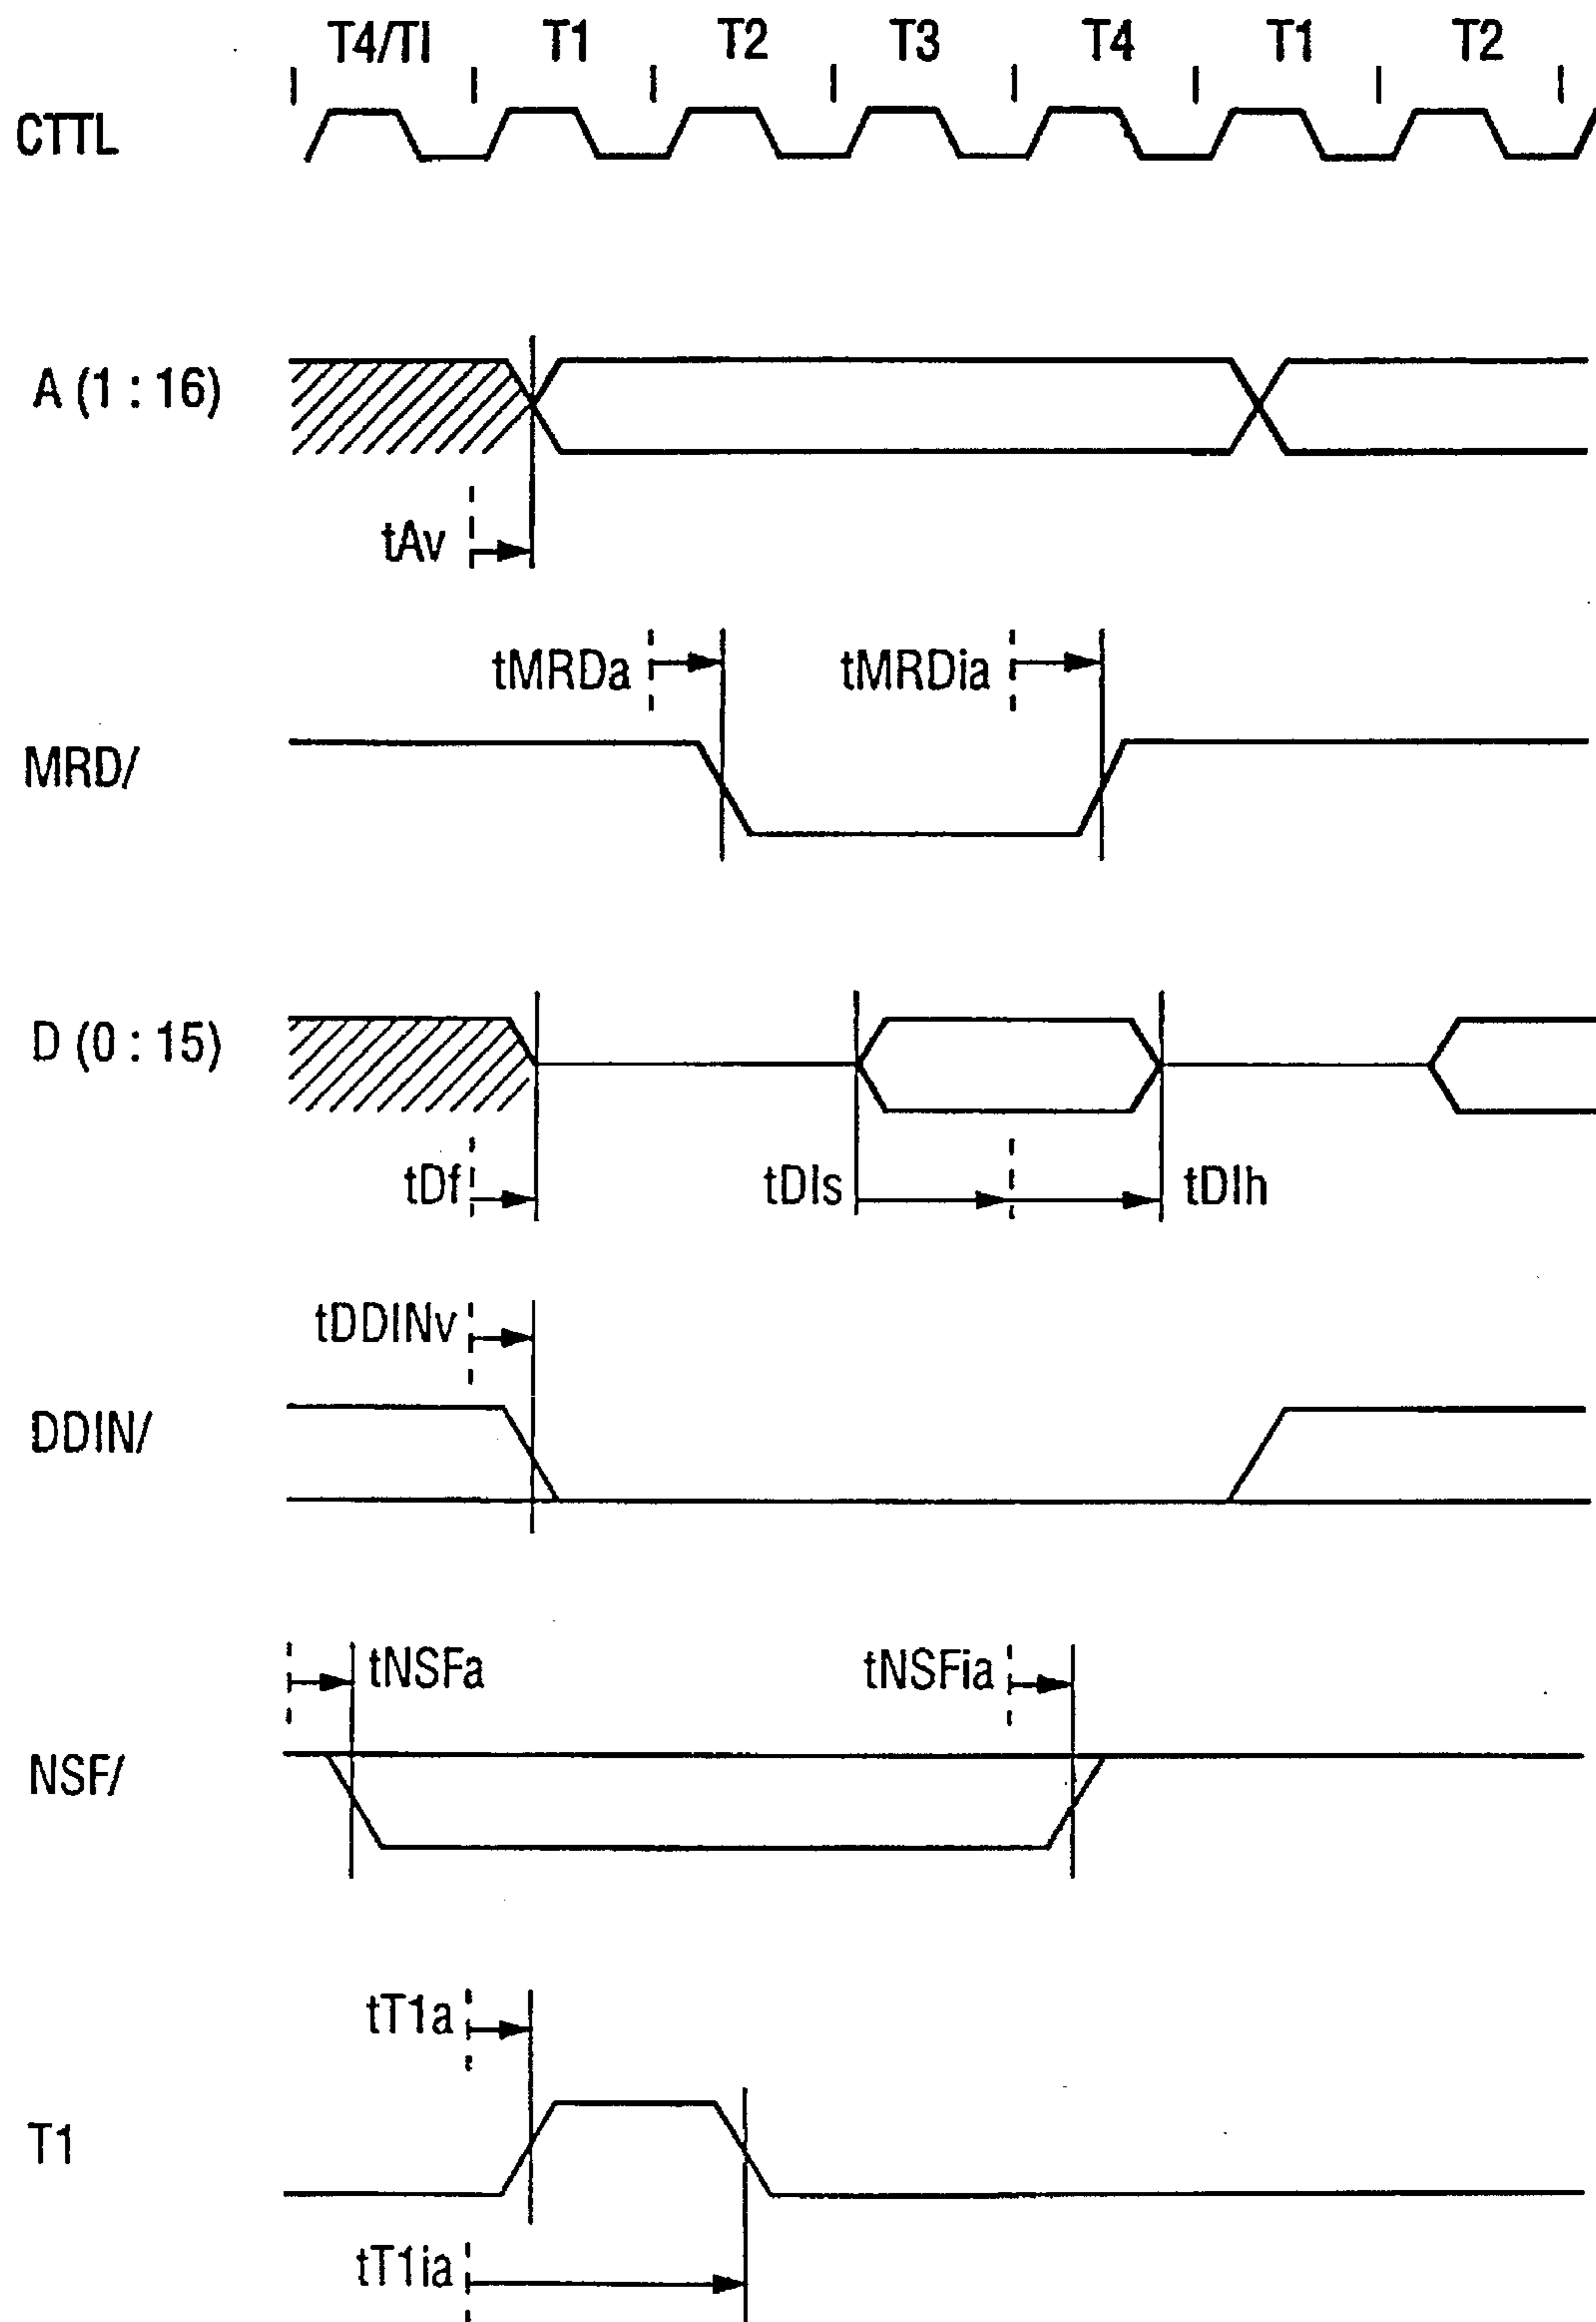 T4/TI T1 T2 T3 T4 T1 T2
CTTL
A (1 : 16)
tAv
tMRDa tMRDia
MRD/
D (0 : 15)
tDf tDIs tDIh
tDDINv
DDIN/
tNSFa tNSFia
NSF/
tT1a
T1
tT1ia